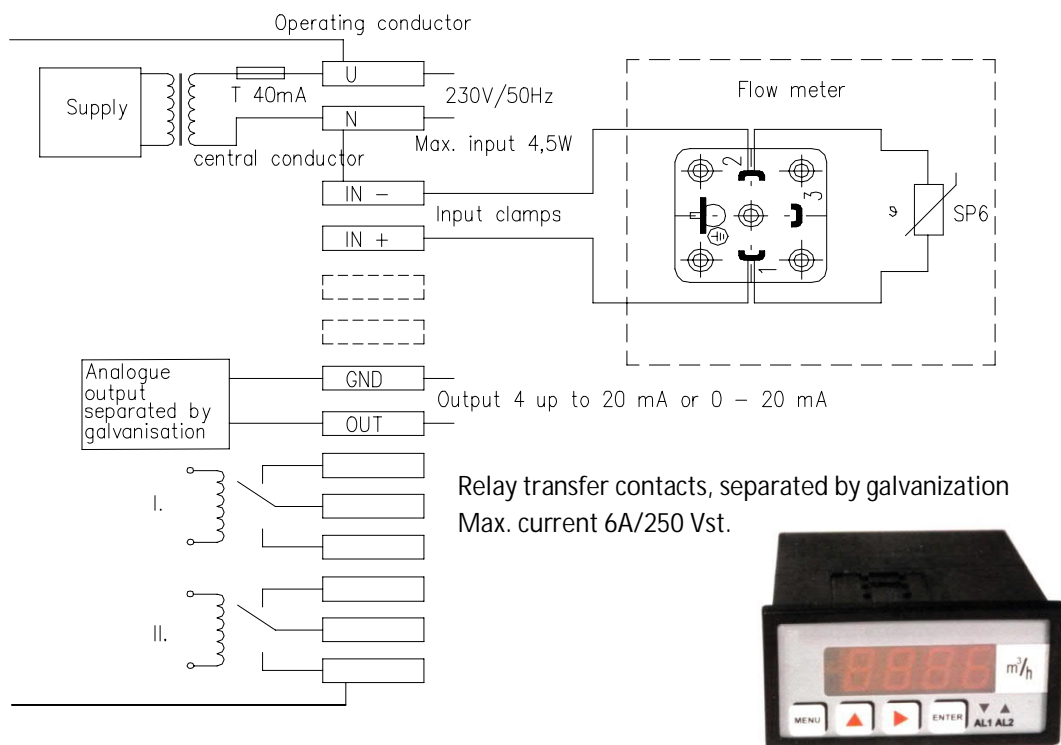 Operating conductor
Supply
T 40mA
U
230V/50Hz
N
Max. input 4,5W
central conductor
IN -
Input clamps
IN +
Flow meter
2
3
1
ϑ
SP6
Analogue
output
separated by
galvanisation
GND
Output 4 up to 20 mA or 0 - 20 mA
OUT
I.
II.
Relay transfer contacts, separated by galvanization
Max. current 6A/250 Vst.
8886
m³/h
MENU
ENTER
AL1 AL2